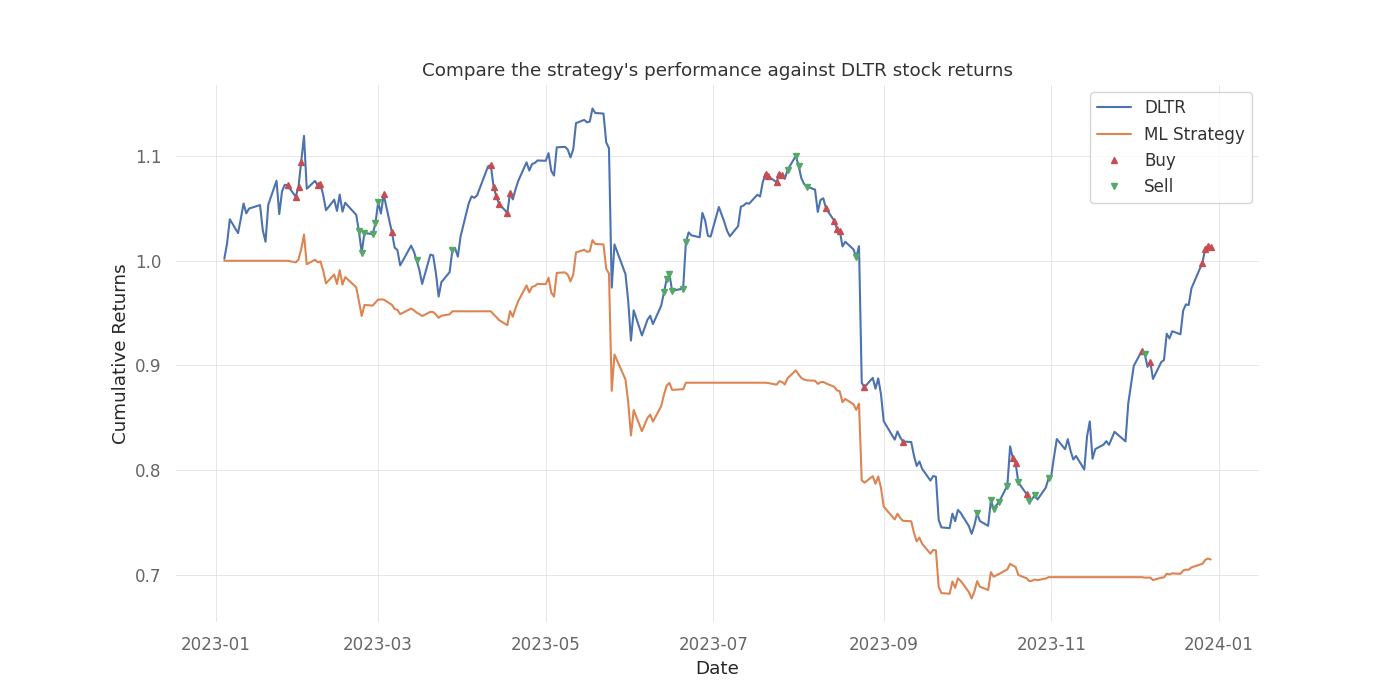 Compare the strategy's performance against DLTR stock returns
DLTR
ML Strategy
Buy
Sell
Cumulative Returns
1.1
1.0
0.9
0.8
0.7
2023-01
2023-03
2023-05
2023-07
2023-09
2023-11
2024-01
Date